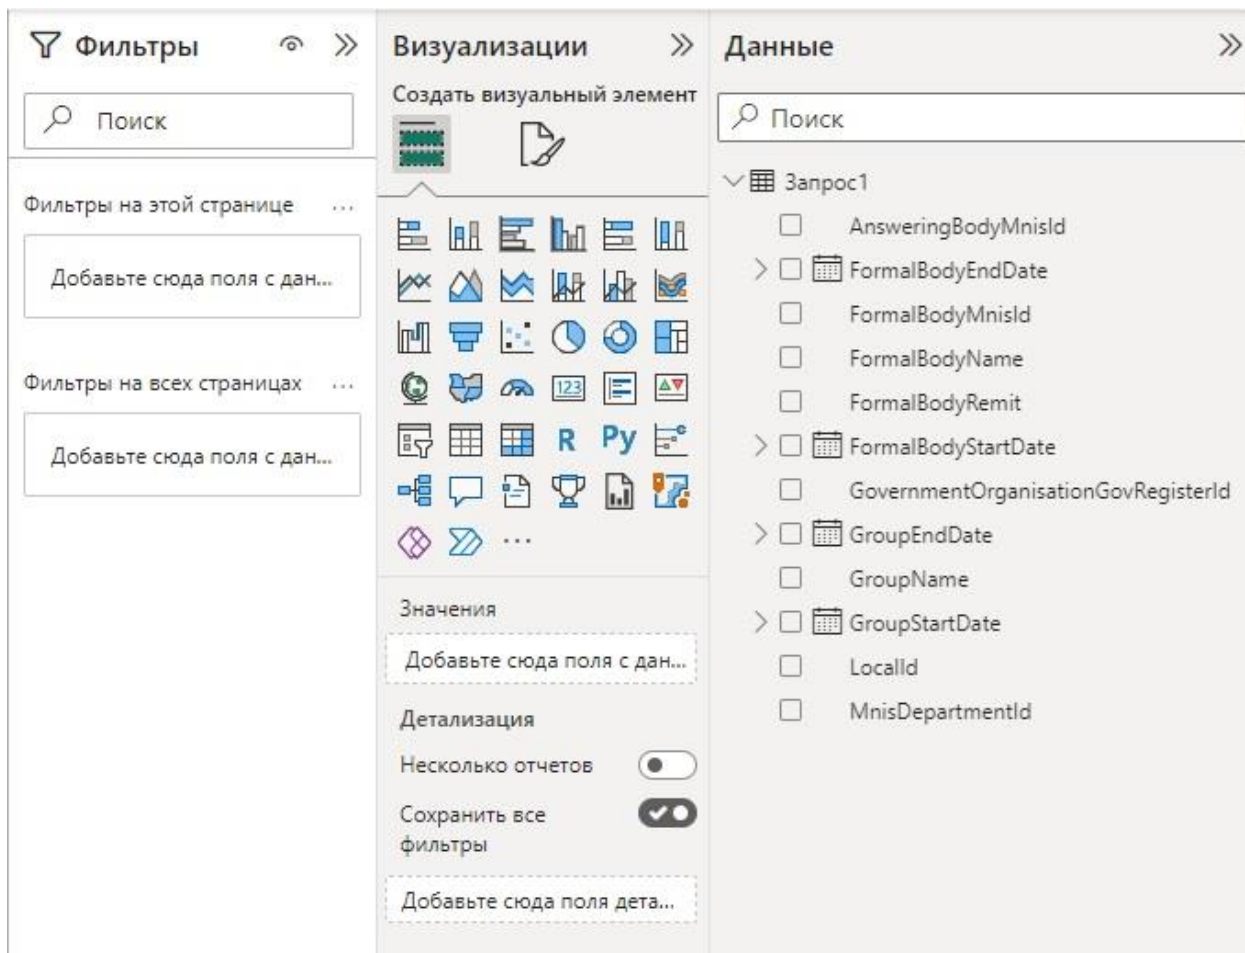 Фильтры
Поиск
Фильтры на этой странице
Добавьте сюда поля с дан...
Фильтры на всех страницах
Добавьте сюда поля с дан...
Визуализации
Создать визуальный элемент
123
R
Py
Значения
Добавьте сюда поля с дан...
Детализация
Несколько отчетов
Сохранить все
фильтры
Добавьте сюда поля дета...
Данные
Поиск
Запрос1
AnsweringBodyMnisId
FormalBodyEndDate
FormalBodyMnisId
FormalBodyName
FormalBodyRemit
FormalBodyStartDate
GovernmentOrganisationGovRegisterId
GroupEndDate
GroupName
GroupStartDate
LocalId
MnisDepartmentId